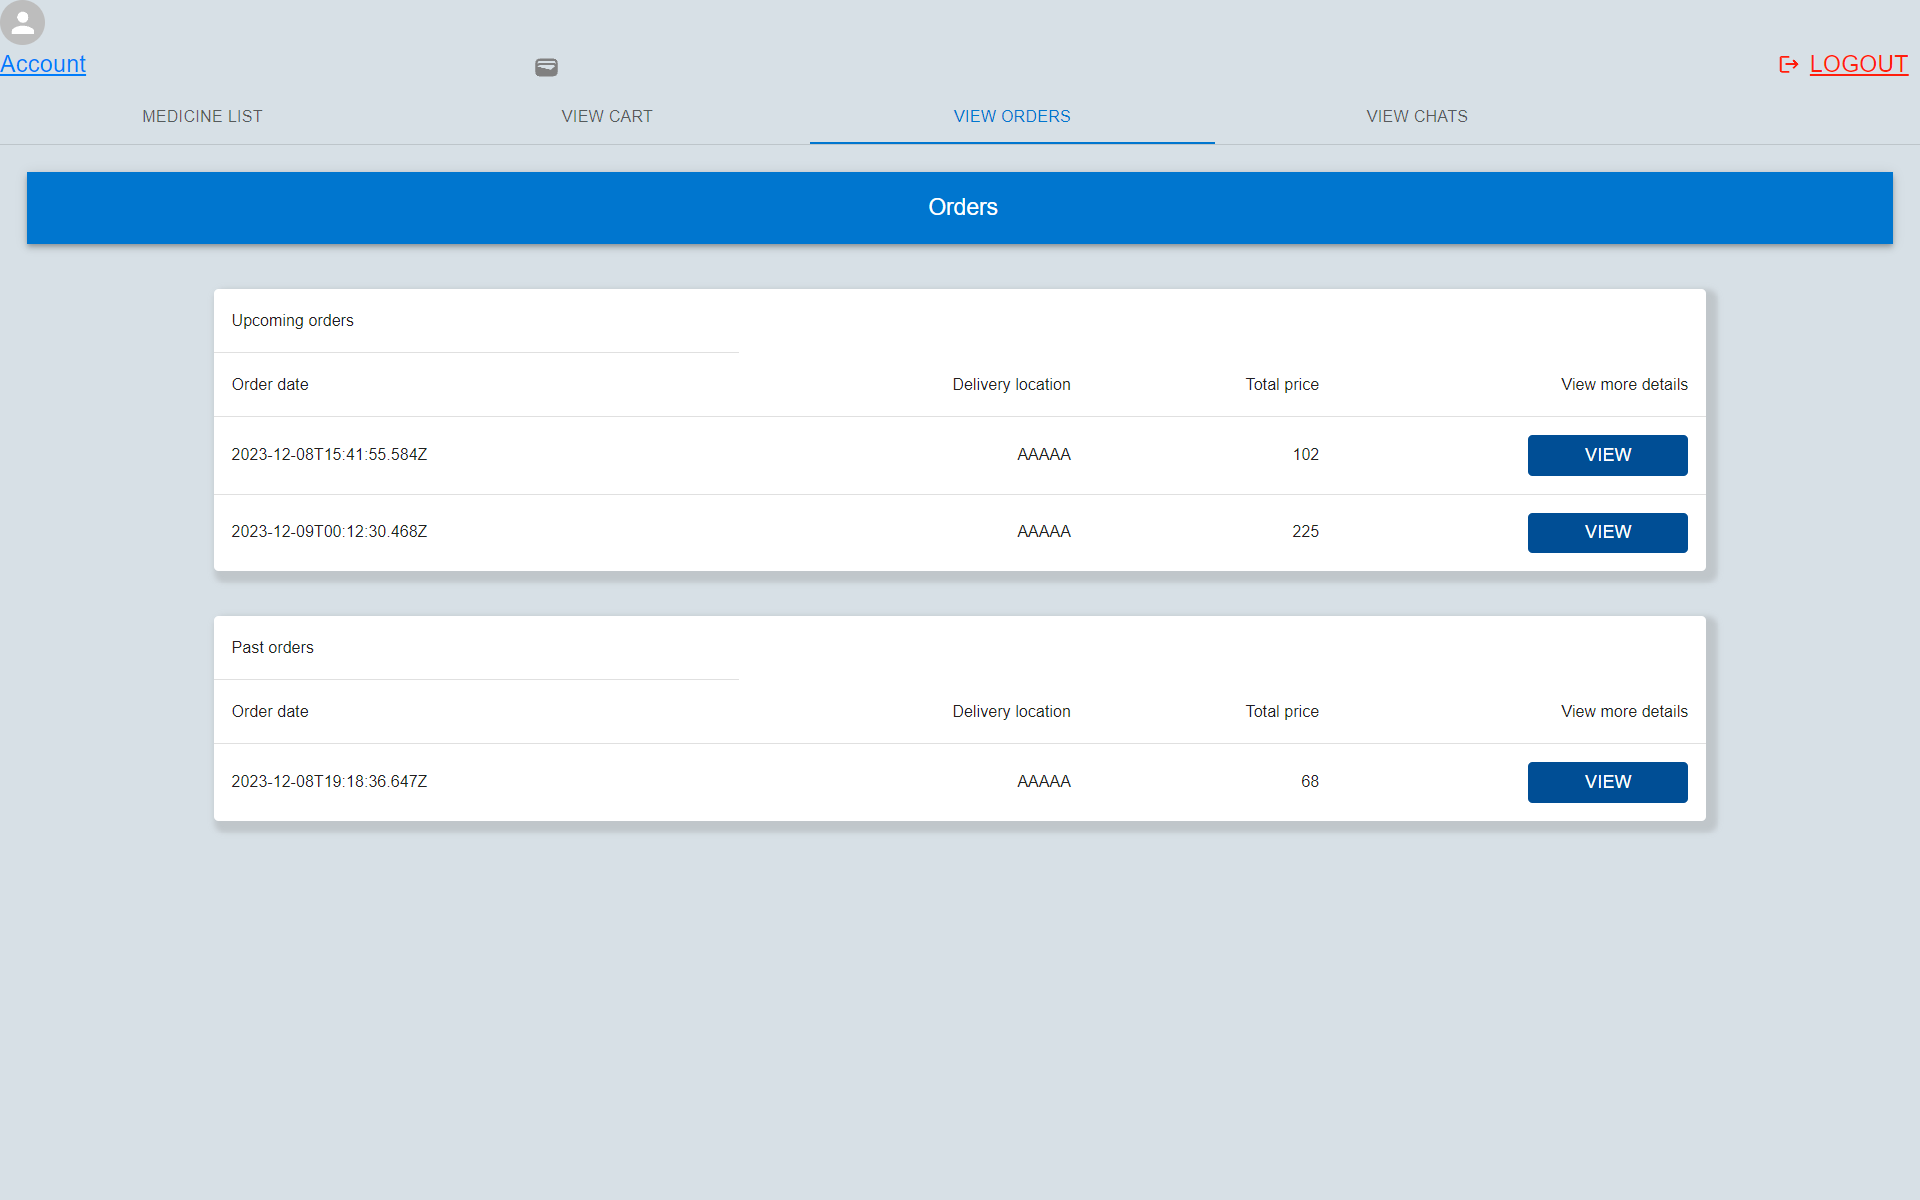 Account
LOGOUT
MEDICINE LIST
VIEW CART
VIEW ORDERS
VIEW CHATS
Orders
Upcoming orders
Order date Delivery location Total price View more details
2023-12-08T15:41:55.584Z AAAAA 102 VIEW
2023-12-09T00:12:30.468Z AAAAA 225 VIEW
Past orders
Order date Delivery location Total price View more details
2023-12-08T19:18:36.647Z AAAAA 68 VIEW